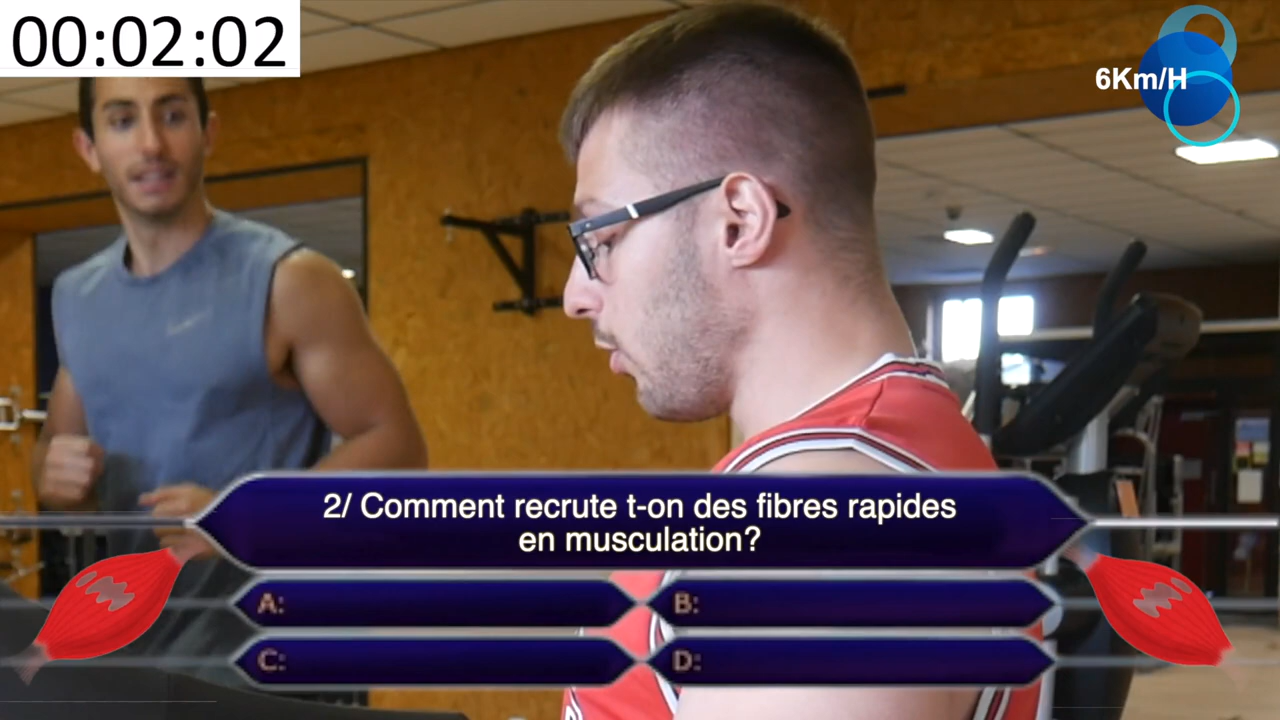 00:02:02
6Km/H
2/ Comment recrute t-on des fibres rapides
en musculation?
A:
B:
C:
D: